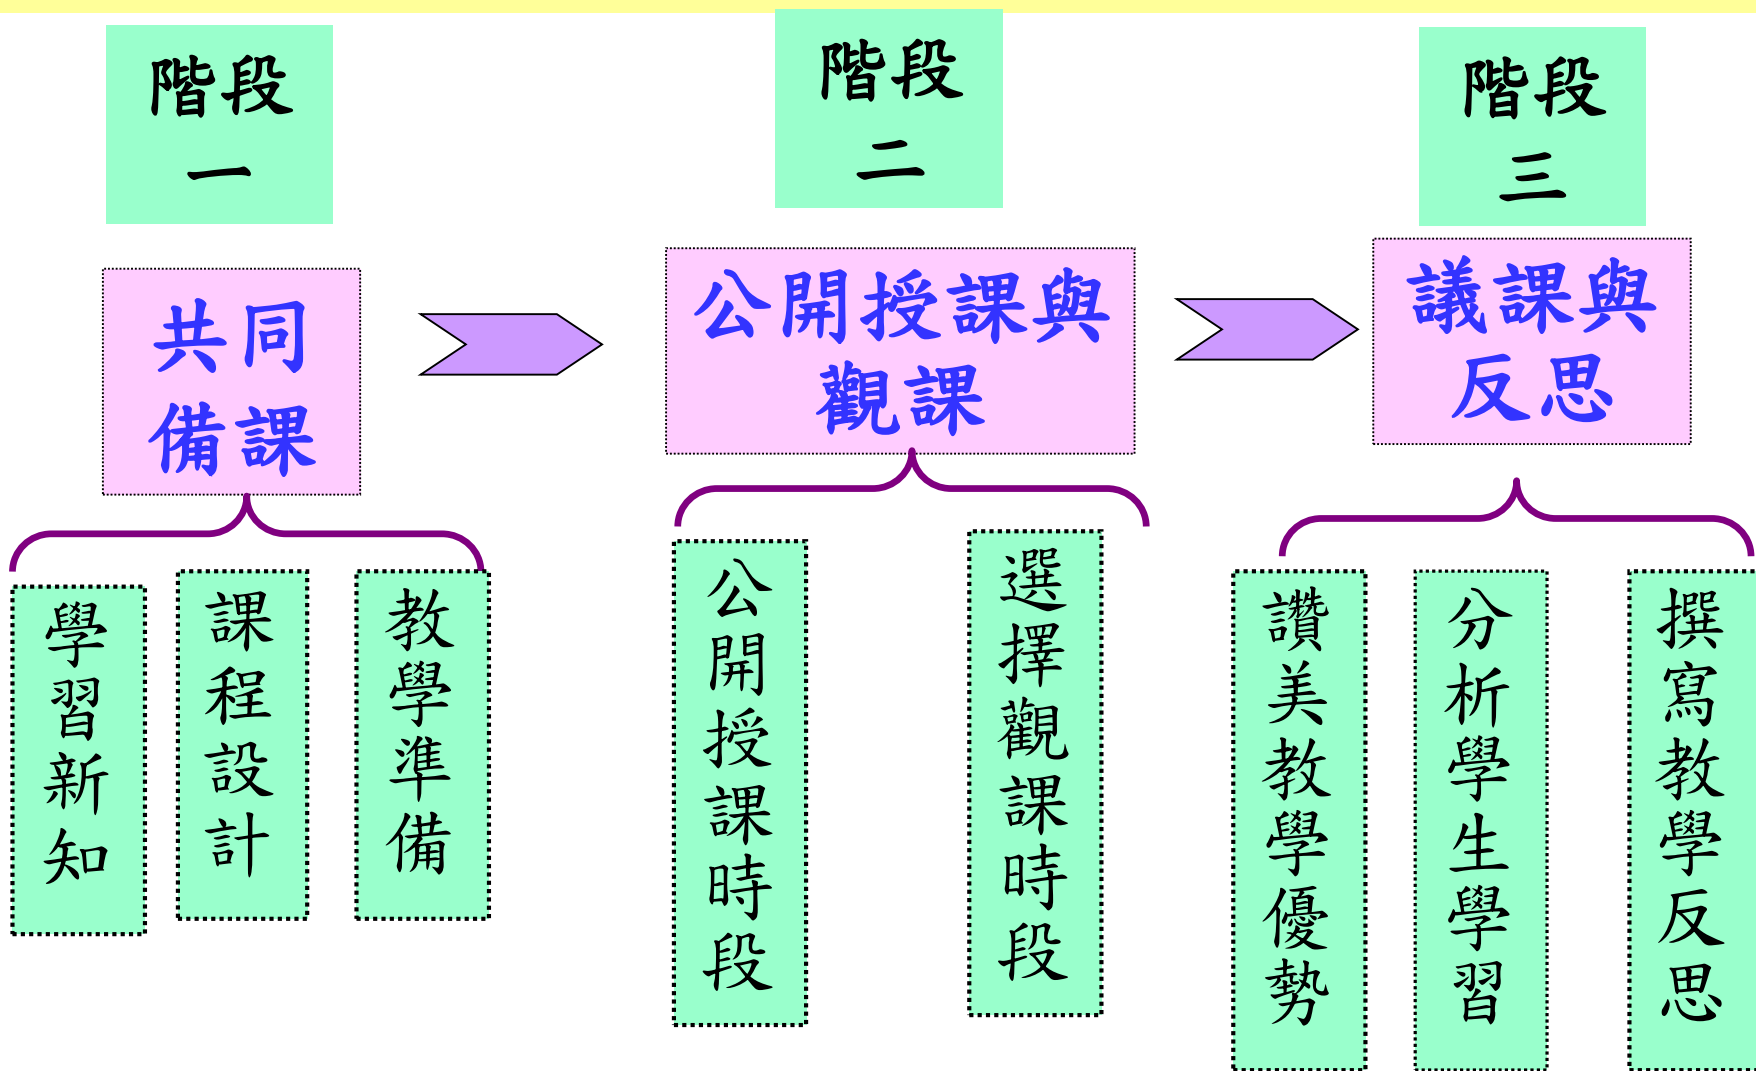 階段
一
階段
二
階段
三
共同
備課
公開授課與
觀課
議課與
反思
學習新知
課程設計
教學準備
公開授課時段
選擇觀課時段
讚美教學優勢
分析學生學習
撰寫教學反思